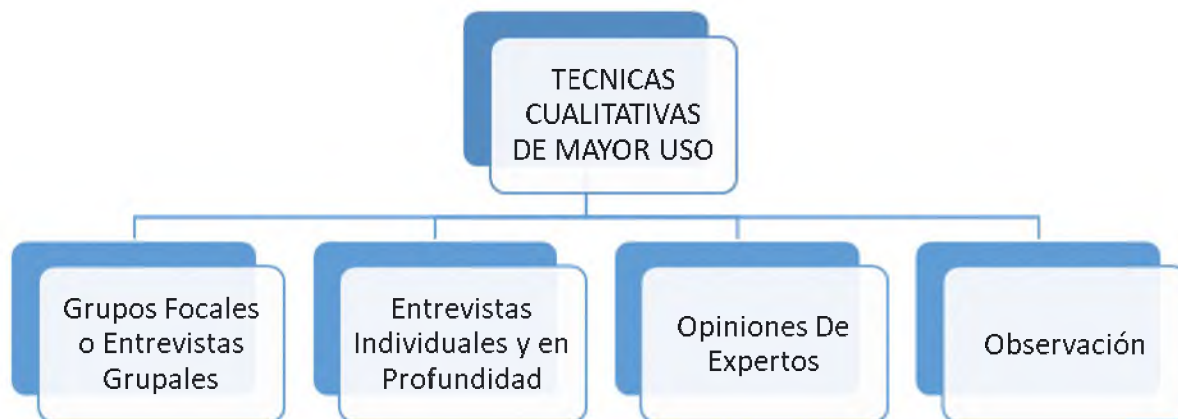 TECNICAS
CUALITATIVAS
DE MAYOR USO
Grupos Focales
o Entrevistas
Grupales
Entrevistas
Individuales y en
Profundidad
Opiniones De
Expertos
Observación